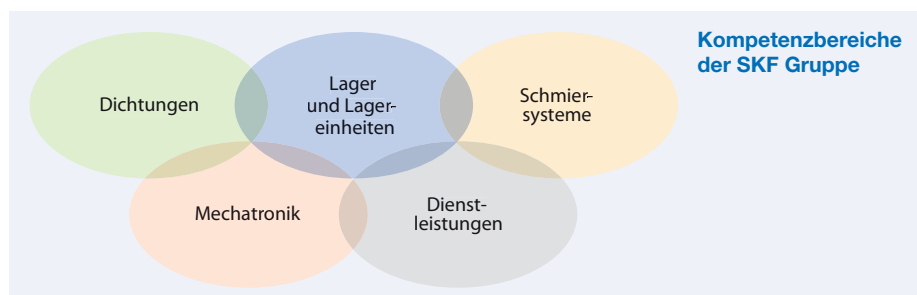 Kompetenzbereiche
der SKF Gruppe
Dichtungen
Lager
und Lager-
einheiten
Schmier-
systeme
Mechatronik
Dienst-
leistungen